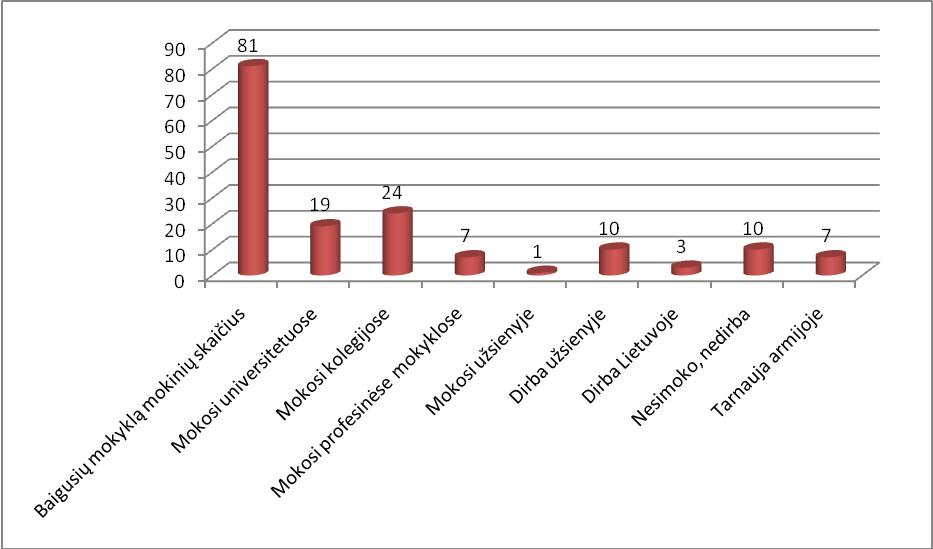 90
80
70
60
50
40
30
20
10
0
81
19
24
7
1
10
3
10
7
Baigusių mokyklą mokinių skaičius
Mokosi universitetuose
Mokosi kolegijose
Mokosi profesinėse mokyklose
Mokosi užsienyje
Dirba užsienyje
Dirba Lietuvoje
Nesimoko, nedirba
Tarnauja armijoje